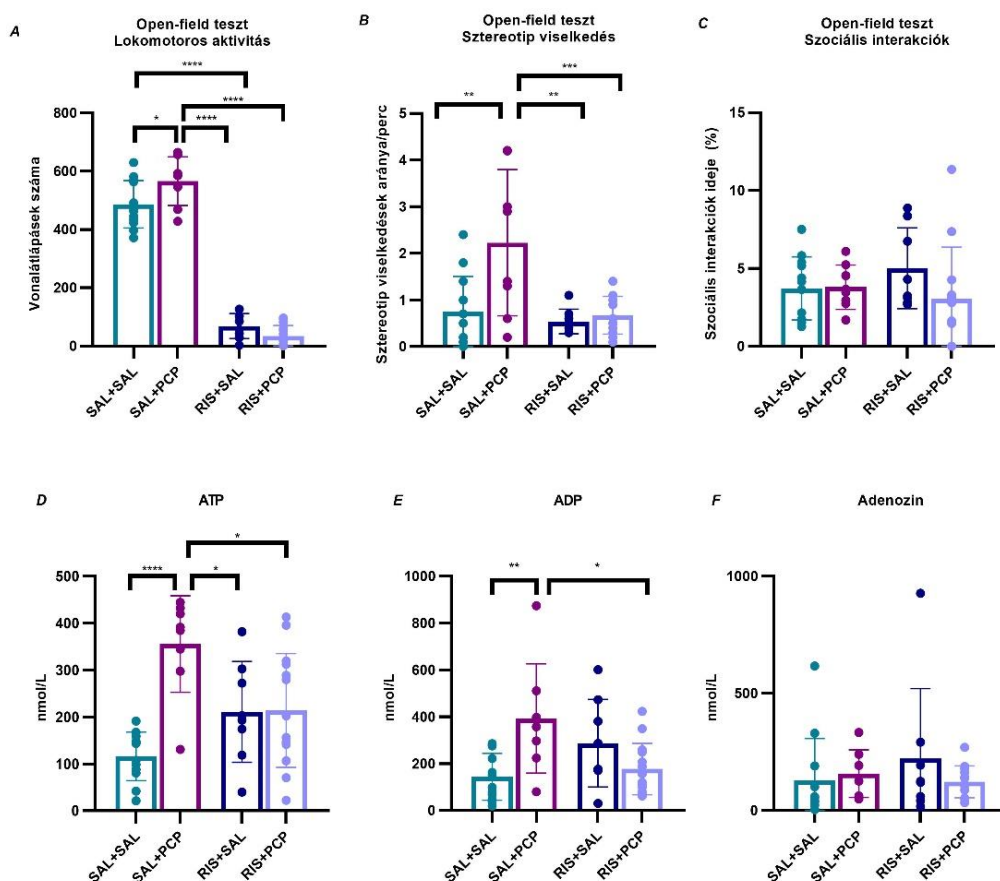 A
Open-field teszt
Lokomotoros aktivitás
Vonalátlápások száma
800
600
400
200
0
****
****
*
****
SAL+SAL
SAL+PCP
RIS+SAL
RIS+PCP
B
Open-field teszt
Sztereotip viselkedés
Sztereotip viselkedések aránya/perc
5
4
3
2
1
0
***
**
**
SAL+SAL
SAL+PCP
RIS+SAL
RIS+PCP
C
Open-field teszt
Szociális interakciók
Szociális interakciók ideje (%)
15
10
5
0
SAL+SAL
SAL+PCP
RIS+SAL
RIS+PCP
D
ATP
nmol/L
500
400
300
200
100
0
*
****
*
SAL+SAL
SAL+PCP
RIS+SAL
RIS+PCP
E
ADP
nmol/L
1000
800
600
400
200
0
**
*
SAL+SAL
SAL+PCP
RIS+SAL
RIS+PCP
F
Adenozin
nmol/L
1000
500
0
SAL+SAL
SAL+PCP
RIS+SAL
RIS+PCP